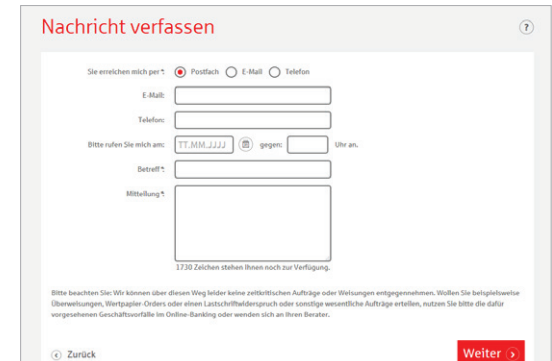 Nachricht verfassen ?
Sie erreichen mich per *: Postfach E-Mail Telefon
E-Mail:
Telefon:
Bitte rufen Sie mich am: TT.MM.JJJJ gegen: Uhr an.
Betreff *:
Mitteilung *:
1730 Zeichen stehen Ihnen noch zur Verfügung.
Bitte beachten Sie: Wir können über diesen Weg leider keine zeitkritischen Aufträge oder Weisungen entgegennehmen. Wollen Sie beispielsweise
Überweisungen, Wertpapier-Orders oder einen Lastschriftwiderspruch oder sonstige wesentliche Aufträge erteilen, nutzen Sie bitte die dafür
vorgesehenen Geschäftsvorfälle im Online-Banking oder wenden sich an Ihren Berater.
Zurück Weiter